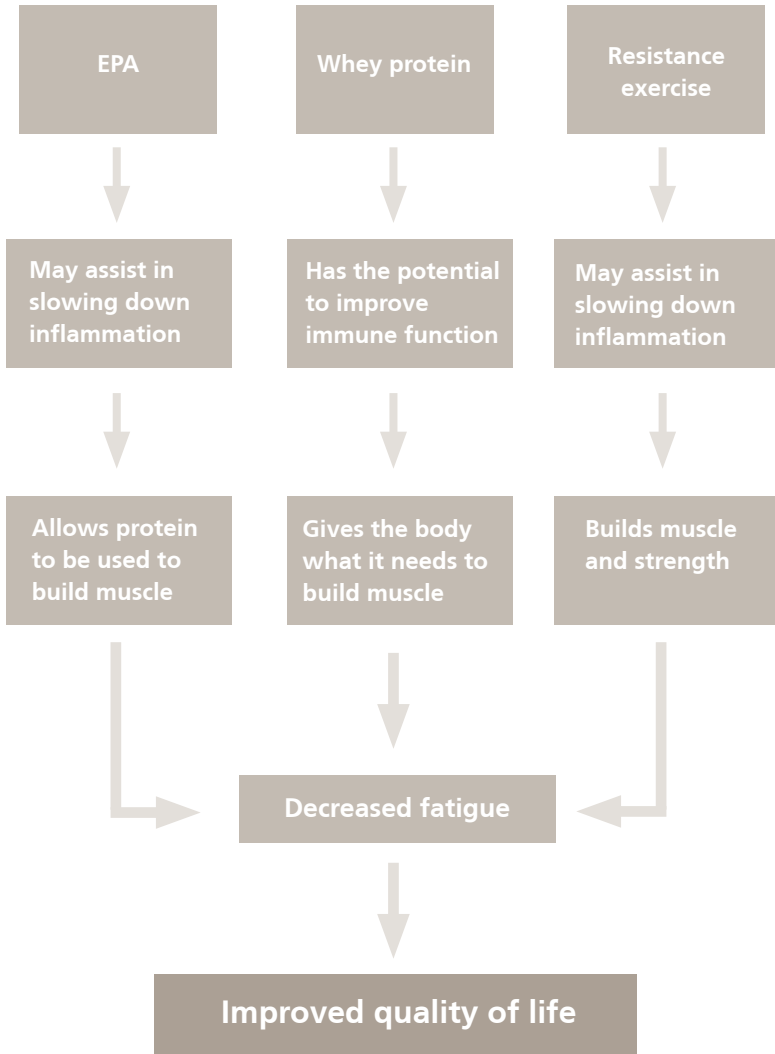 EPA
Whey protein
Resistance
exercise
May assist in
slowing down
inflammation
Has the potential
to improve
immune function
May assist in
slowing down
inflammation
Allows protein
to be used to
build muscle
Gives the body
what it needs to
build muscle
Builds muscle
and strength
Decreased fatigue
Improved quality of life